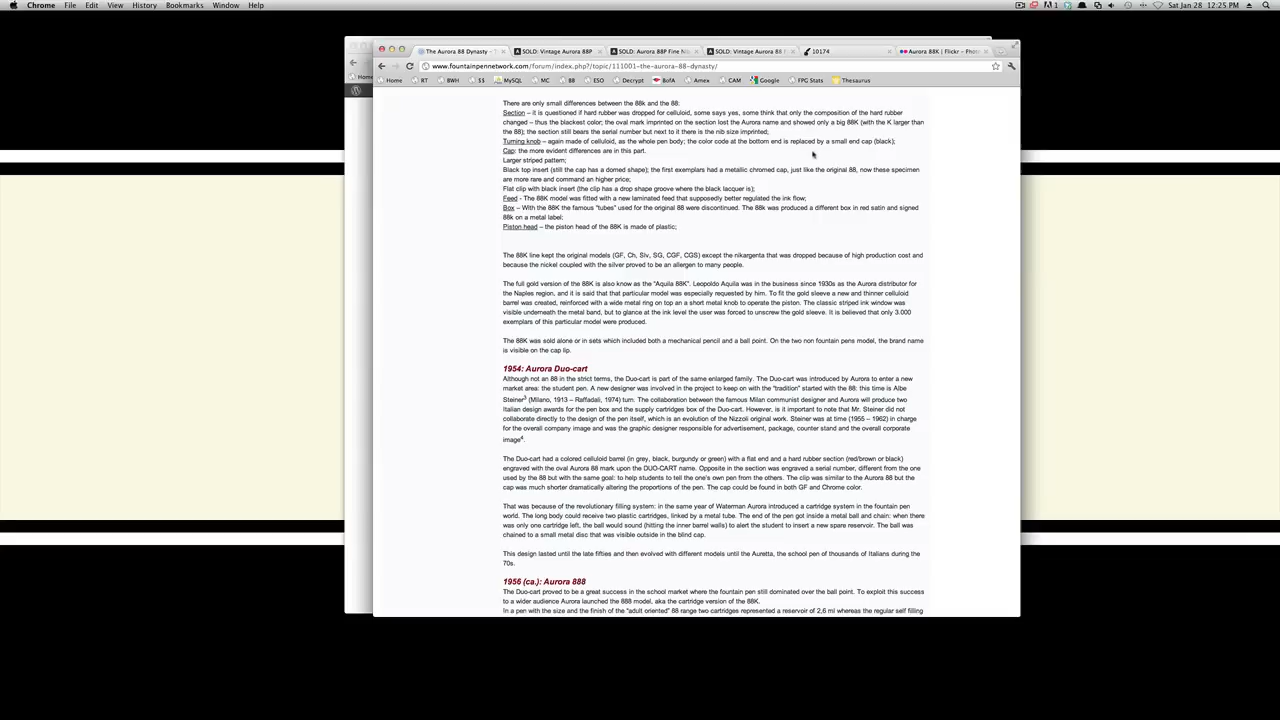 Chrome File Edit View History Bookmarks Window Help
1 Sat Jan 28 12:25 PM
The Aurora 88 Dynasty - SOLD: Vintage Aurora 88P SOLD: Aurora 88P Fine Nib SOLD: Vintage Aurora 88 10174 Aurora 88K | Flickr - Photo
www.fountainpennetwork.com/forum/index.php?/topic/111001-the-aurora-88-dynasty/
Home
Home RT BWH $$ MySQL MC BB ESO Decrypt BofA Amex CAM Google FPG Stats Thesaurus
There are only small differences between the 88k and the 88:
Section – it is questioned if hard rubber was dropped for celluloid, some says yes, some think that only the composition of the hard rubber
changed – thus the blackest color; the oval mark imprinted on the section lost the Aurora name and showed only a big 88K (with the K larger than
the 88); the section still bears the serial number but next to it there is the nib size imprinted;
Turning knob – again made of celluloid, as the whole pen body; the color code at the bottom end is replaced by a small end cap (black);
Cap: the more evident differences are in this part.
Larger striped pattern;
Black top insert (still the cap has a domed shape); the first exemplars had a metallic chromed cap, just like the original 88, now these specimen
are more rare and command an higher price;
Flat clip with black insert (the clip has a drop shape groove where the black lacquer is);
Feed - The 88K model was fitted with a new laminated feed that supposedly better regulated the ink flow;
Box – With the 88K the famous "tubes" used for the original 88 were discontinued. The 88k was produced a different box in red satin and signed
88k on a metal label;
Piston head – the piston head of the 88K is made of plastic;
The 88K line kept the original models (GF, Ch, Slv, SG, CGF, CGS) except the nikargenta that was dropped because of high production cost and
because the nickel coupled with the silver proved to be an allergen to many people.
The full gold version of the 88K is also know as the "Aquila 88K". Leopoldo Aquila was in the business since 1930s as the Aurora distributor for
the Naples region, and it is said that that particular model was especially requested by him. To fit the gold sleeve a new and thinner celluloid
barrel was created, reinforced with a wide metal ring on top an a short metal knob to operate the piston. The classic striped ink window was
visible underneath the metal band, but to glance at the ink level the user was forced to unscrew the gold sleeve. It is believed that only 3.000
exemplars of this particular model were produced.
The 88K was sold alone or in sets which included both a mechanical pencil and a ball point. On the two non fountain pens model, the brand name
is visible on the cap lip.
1954: Aurora Duo-cart
Although not an 88 in the strict terms, the Duo-cart is part of the same enlarged family. The Duo-cart was introduced by Aurora to enter a new
market area: the student pen. A new designer was involved in the project to keep on with the "tradition" started with the 88: this time is Albe
Steiner3 (Milano, 1913 – Raffadali, 1974) turn. The collaboration between the famous Milan communist designer and Aurora will produce two
Italian design awards for the pen box and the supply cartridges box of the Duo-cart. However, is it important to note that Mr. Steiner did not
collaborate directly to the design of the pen itself, which is an evolution of the Nizzoli original work. Steiner was at time (1955 – 1962) in charge
for the overall company image and was the graphic designer responsible for advertisement, package, counter stand and the overall corporate
image4.
The Duo-cart had a colored celluloid barrel (in grey, black, burgundy or green) with a flat end and a hard rubber section (red/brown or black)
engraved with the oval Aurora 88 mark upon the DUO-CART name. Opposite in the section was engraved a serial number, different from the one
used by the 88 but with the same goal: to help students to tell the one's own pen from the others. The clip was similar to the Aurora 88 but the
cap was much shorter dramatically altering the proportions of the pen. The cap could be found in both GF and Chrome color.
That was because of the revolutionary filling system: in the same year of Waterman Aurora introduced a cartridge system in the fountain pen
world. The long body could receive two plastic cartridges, linked by a metal tube. The end of the pen got inside a metal ball and chain: when there
was only one cartridge left, the ball would sound (hitting the inner barrel walls) to alert the student to insert a new spare reservoir. The ball was
chained to a small metal disc that was visible outside in the blind cap.
This design lasted until the late fifties and then evolved with different models until the Auretta, the school pen of thousands of Italians during the
70s.
1956 (ca.): Aurora 888
The Duo-cart proved to be a great success in the school market where the fountain pen still dominated over the ball point. To exploit this success
to a wider audience Aurora launched the 888 model, aka the cartridge version of the 88K.
In a pen with the size and the finish of the "adult oriented" 88 range two cartridges represented a reservoir of 2,6 ml whereas the regular self filling